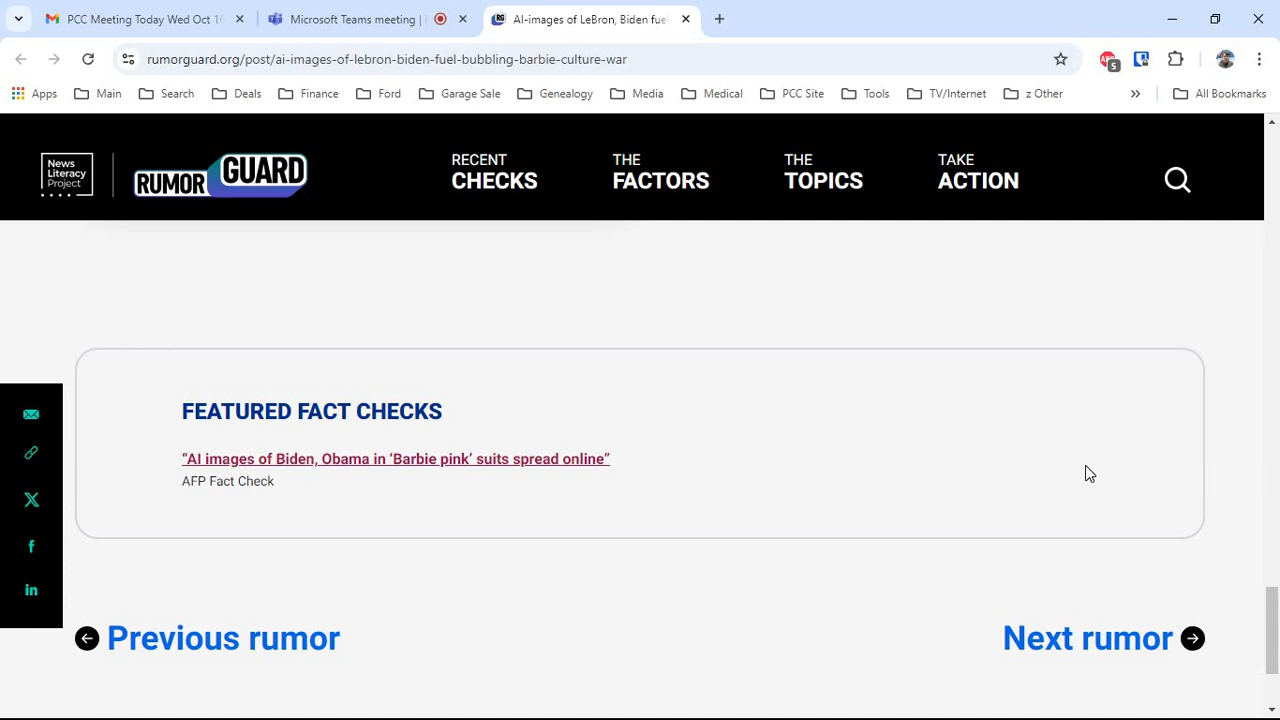 PCC Meeting Today Wed Oct 16
Microsoft Teams meeting |
AI-images of LeBron, Biden fuel
rumorguard.org/post/ai-images-of-lebron-biden-fuel-bubbling-barbie-culture-war
5
Apps Main Search Deals Finance Ford Garage Sale Genealogy Media Medical PCC Site Tools TV/Internet z Other » All Bookmarks
News
Literacy
Project
RUMOR GUARD
RECENT
CHECKS
THE
FACTORS
THE
TOPICS
TAKE
ACTION
FEATURED FACT CHECKS
“AI images of Biden, Obama in ‘Barbie pink’ suits spread online”
AFP Fact Check
Previous rumor
Next rumor